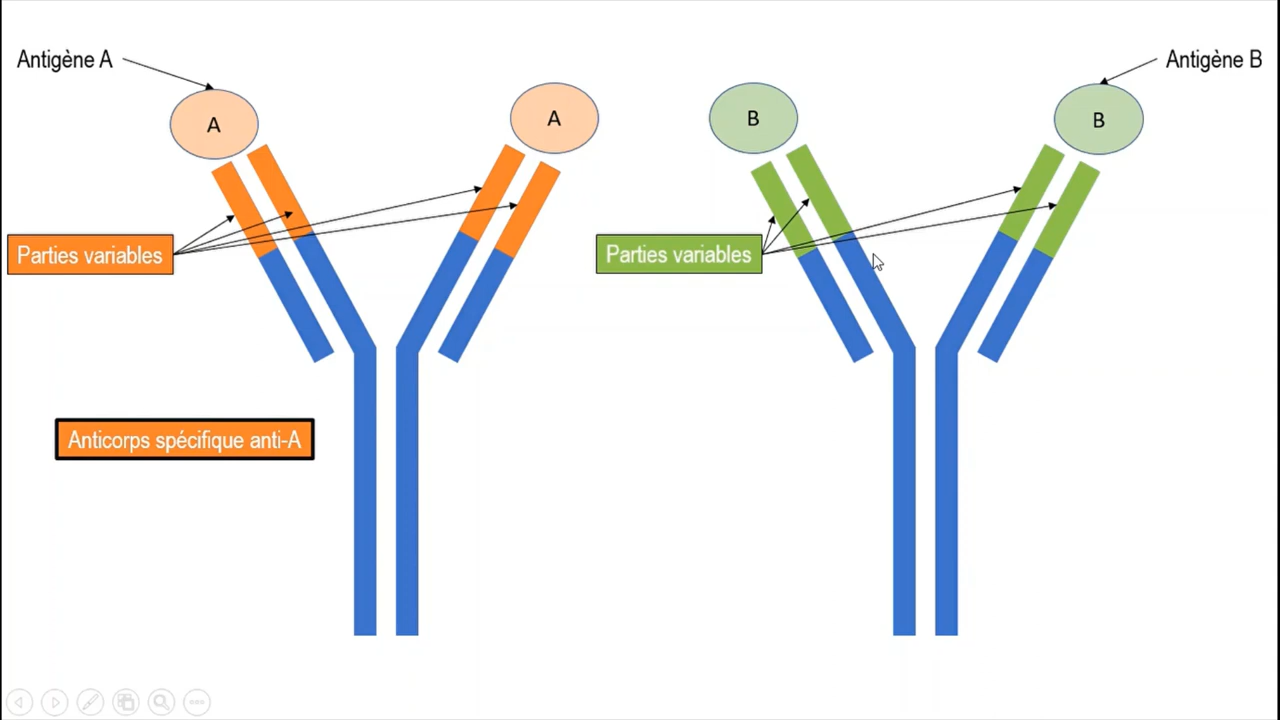 Antigène A
Antigène B
A
A
B
B
Parties variables
Parties variables
Anticorps spécifique anti-A